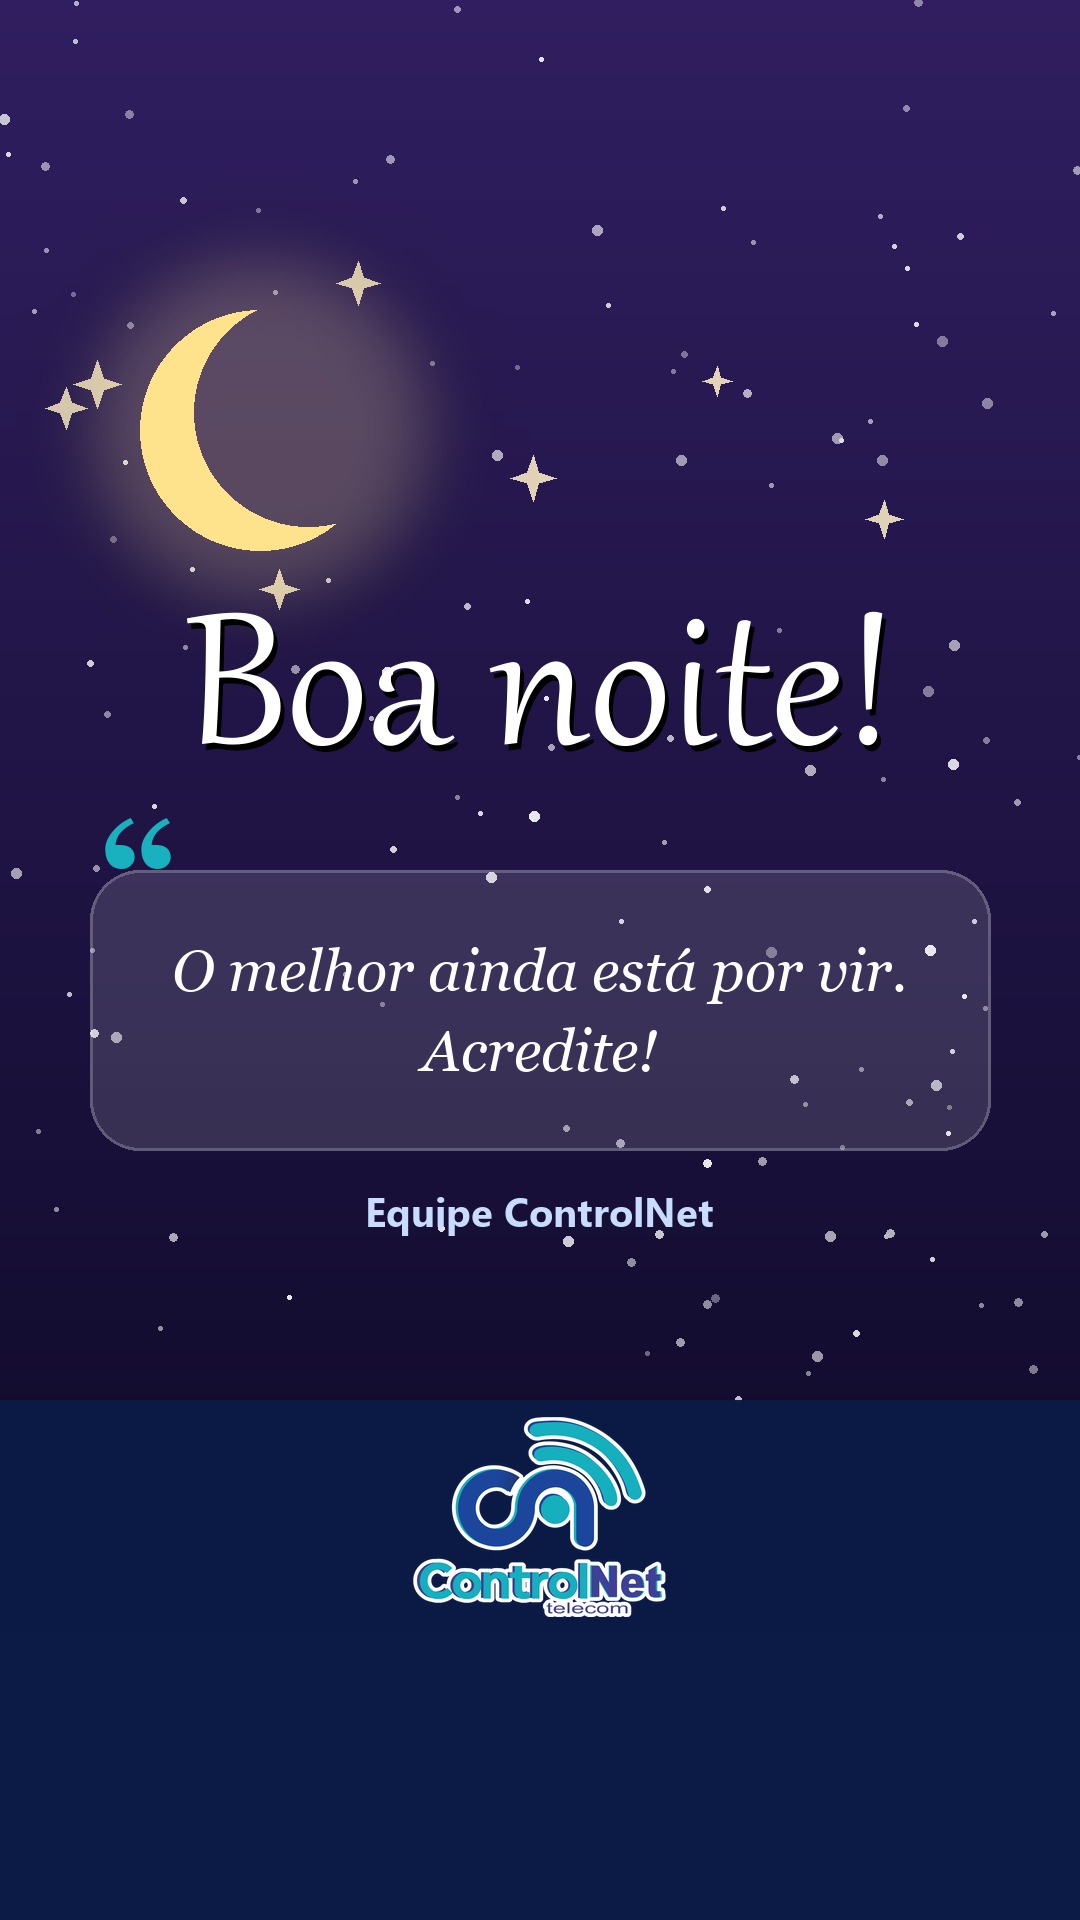 Boa noite!
“
O melhor ainda está por vir.
Acredite!
Equipe ControlNet
ControlNet
telecom